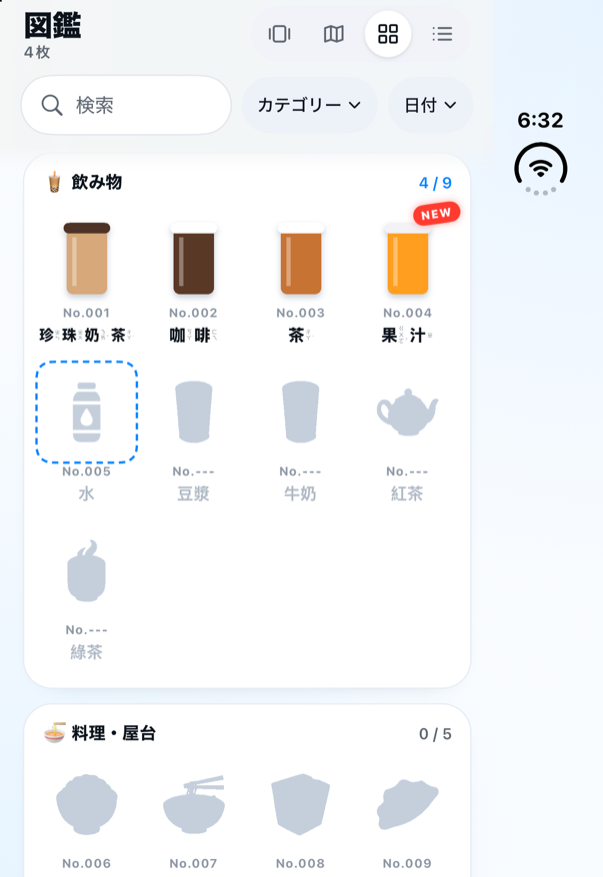 図鑑
4枚
検索
カテゴリー
日付
6:32
飲み物
4 / 9
NEW
No.001
No.002
No.003
No.004
珍珠奶茶
咖啡
茶
果汁
No.005
No.---
No.---
No.---
水
豆漿
牛奶
紅茶
No.---
綠茶
料理・屋台
0 / 5
No.006
No.007
No.008
No.009